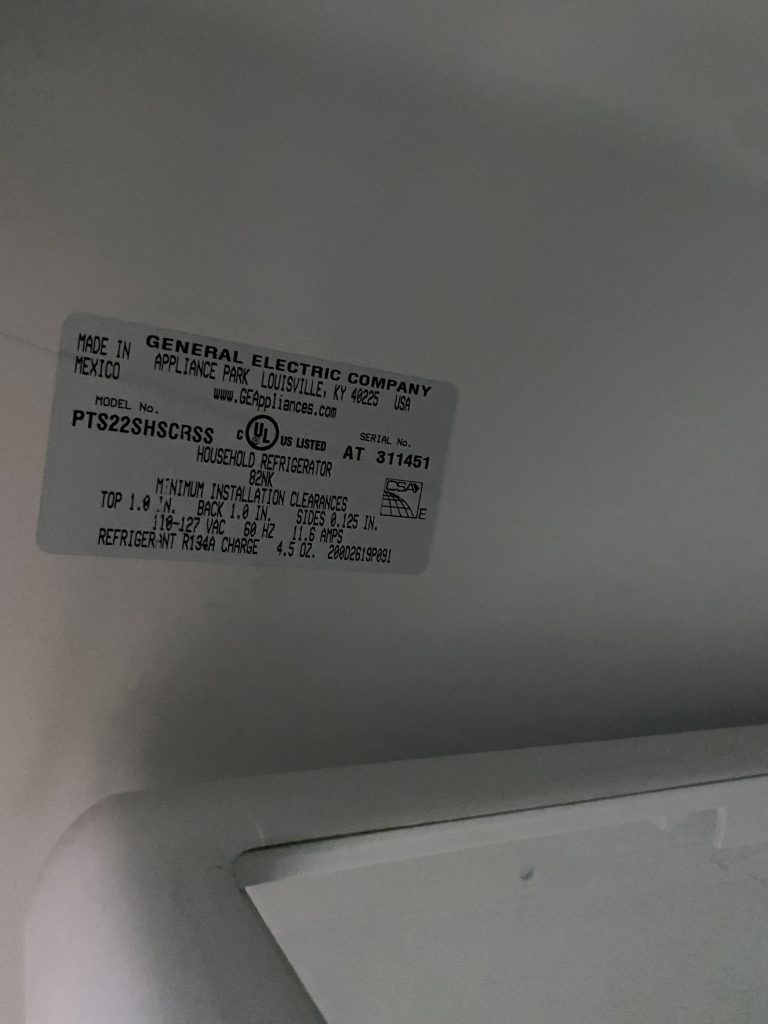 MADE IN
MEXICO
GENERAL ELECTRIC COMPANY
APPLIANCE PARK LOUISVILLE, KY 40225 USA
www.GEAppliances.com
MODEL No.
PTS22SHSCRSS
C UL US LISTED
SERIAL No.
AT 311451
HOUSEHOLD REFRIGERATOR
82NK
MINIMUM INSTALLATION CLEARANCES
TOP 1.0 IN. BACK 1.0 IN. SIDES 0.125 IN.
110-127 VAC 60 HZ 11.6 AMPS
REFRIGERANT R134A CHARGE 4.5 OZ. 200D2619P091
CSA
E